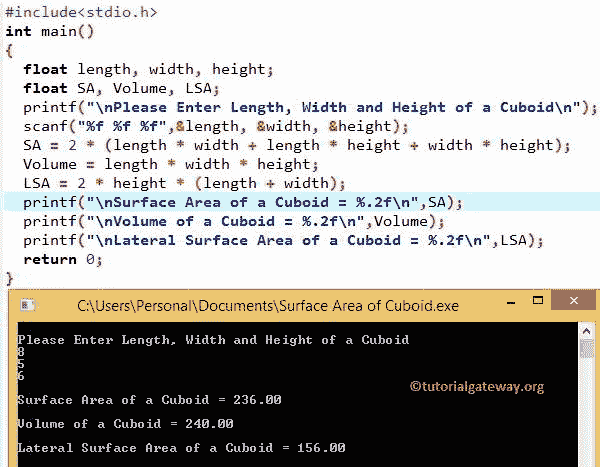 #include<stdio.h>
int main()
{
  float length, width, height;
  float SA, Volume, LSA;
  printf("\nPlease Enter Length, Width and Height of a Cuboid\n");
  scanf("%f %f %f",&length, &width, &height);
  SA = 2 * (length * width + length * height + width * height);
  Volume = length * width * height;
  LSA = 2 * height * (length + width);
  printf("\nSurface Area of a Cuboid = %.2f\n",SA);
  printf("\nVolume of a Cuboid = %.2f\n",Volume);
  printf("\nLateral Surface Area of a Cuboid = %.2f\n",LSA);
  return 0;
}
C:\Users\Personal\Documents\Surface Area of Cuboid.exe
Please Enter Length, Width and Height of a Cuboid
8
5
6
©tutorialgateway.org
Surface Area of a Cuboid = 236.00
Volume of a Cuboid = 240.00
Lateral Surface Area of a Cuboid = 156.00